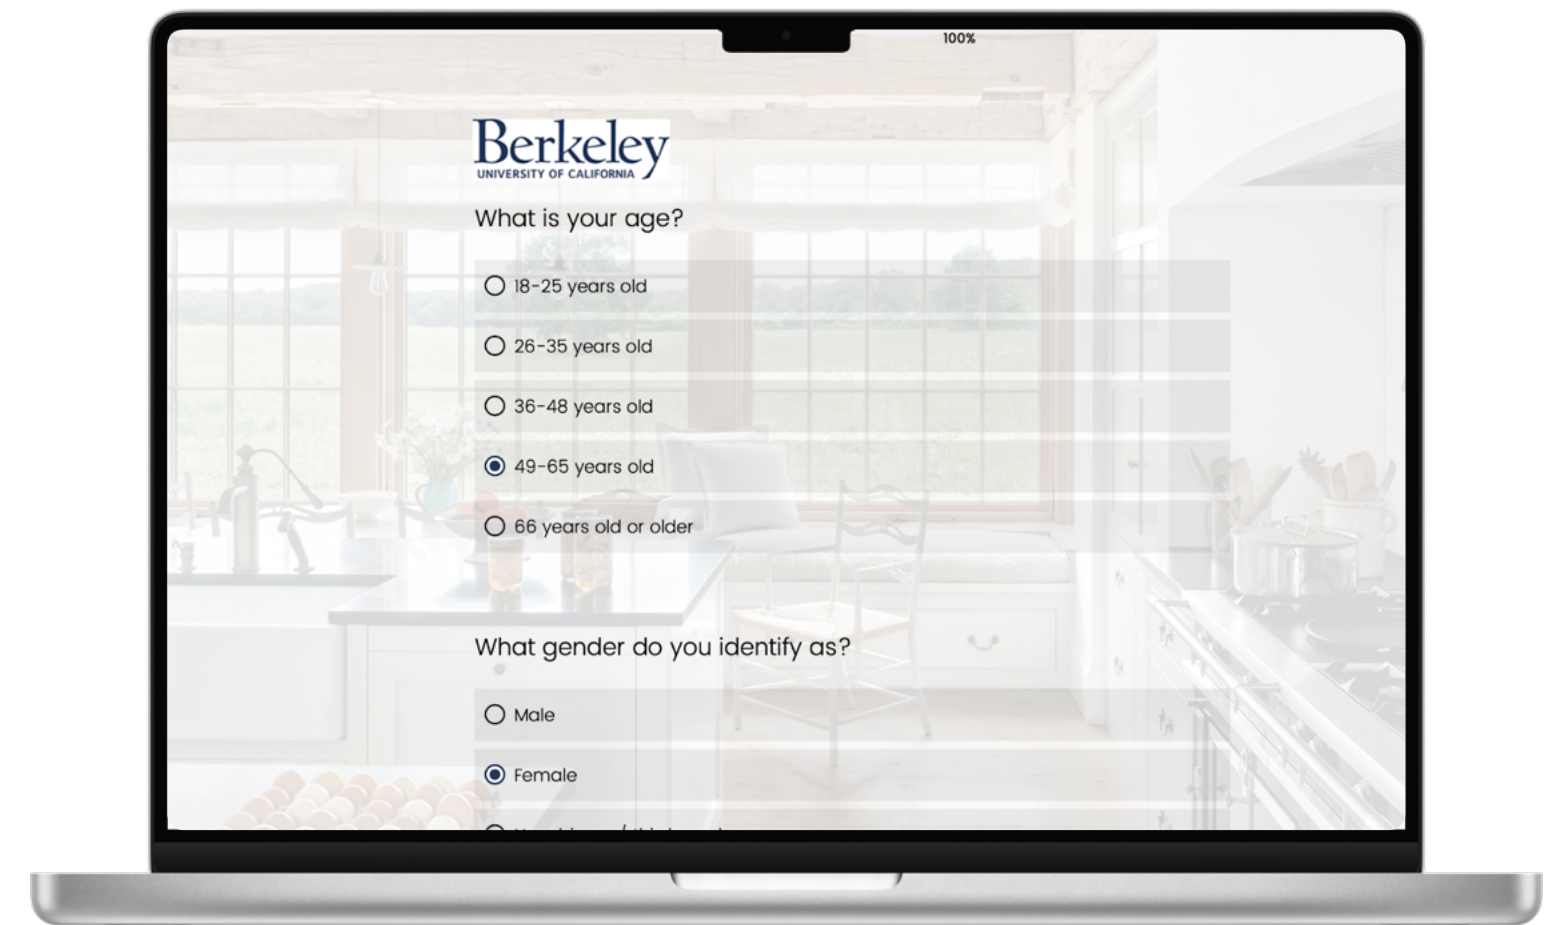 100%
Berkeley
UNIVERSITY OF CALIFORNIA
What is your age?
18-25 years old
26-35 years old
36-48 years old
49-65 years old
66 years old or older
What gender do you identify as?
Male
Female